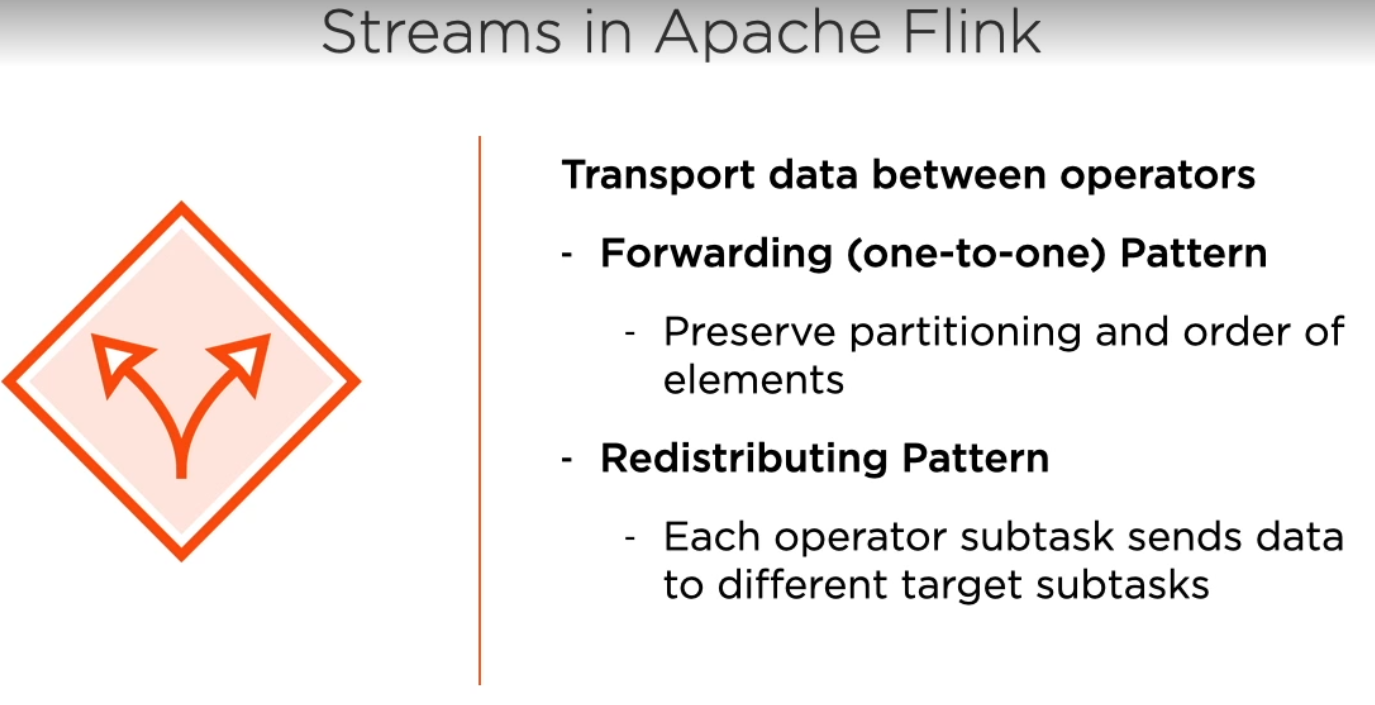 Streams in Apache Flink
Transport data between operators
- Forwarding (one-to-one) Pattern
- Preserve partitioning and order of
elements
- Redistributing Pattern
- Each operator subtask sends data
to different target subtasks